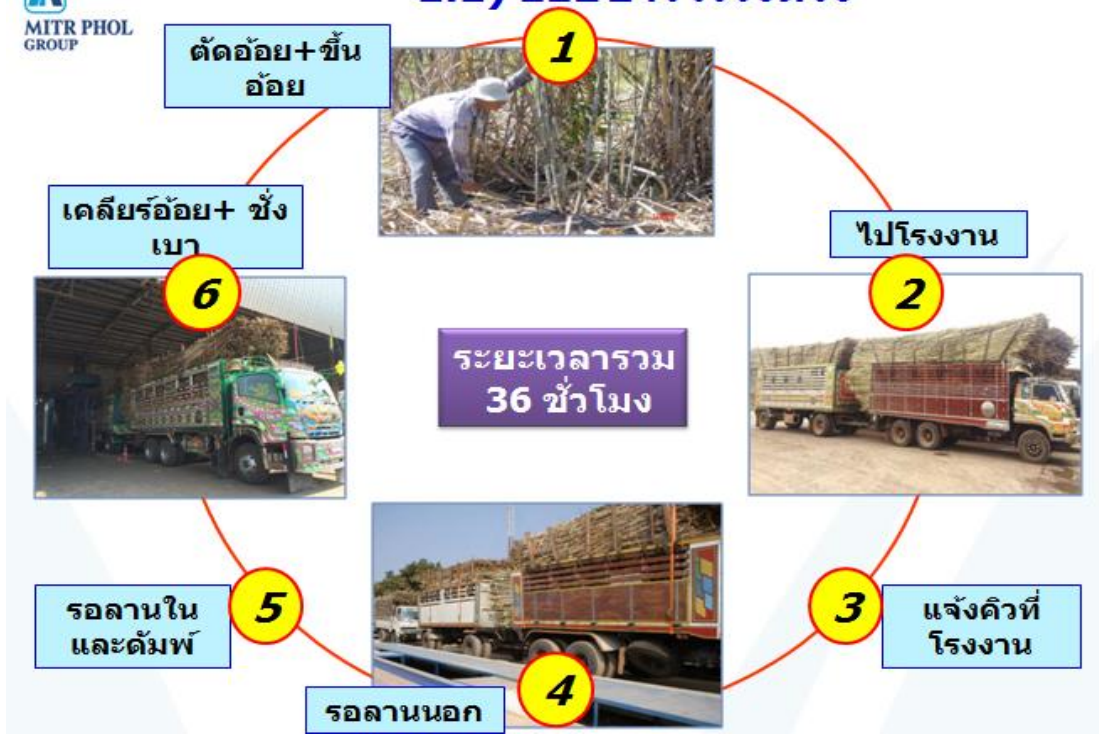 MITR PHOL
GROUP
ตัดอ้อย+ขึ้น
อ้อย
1
ไปโรงงาน
2
แจ้งคิวที่
โรงงาน
3
รอลานนอก
4
รอลานใน
และดัมพ์
5
เคลียร์อ้อย+ ชั่ง
เบา
6
ระยะเวลารวม
36 ชั่วโมง